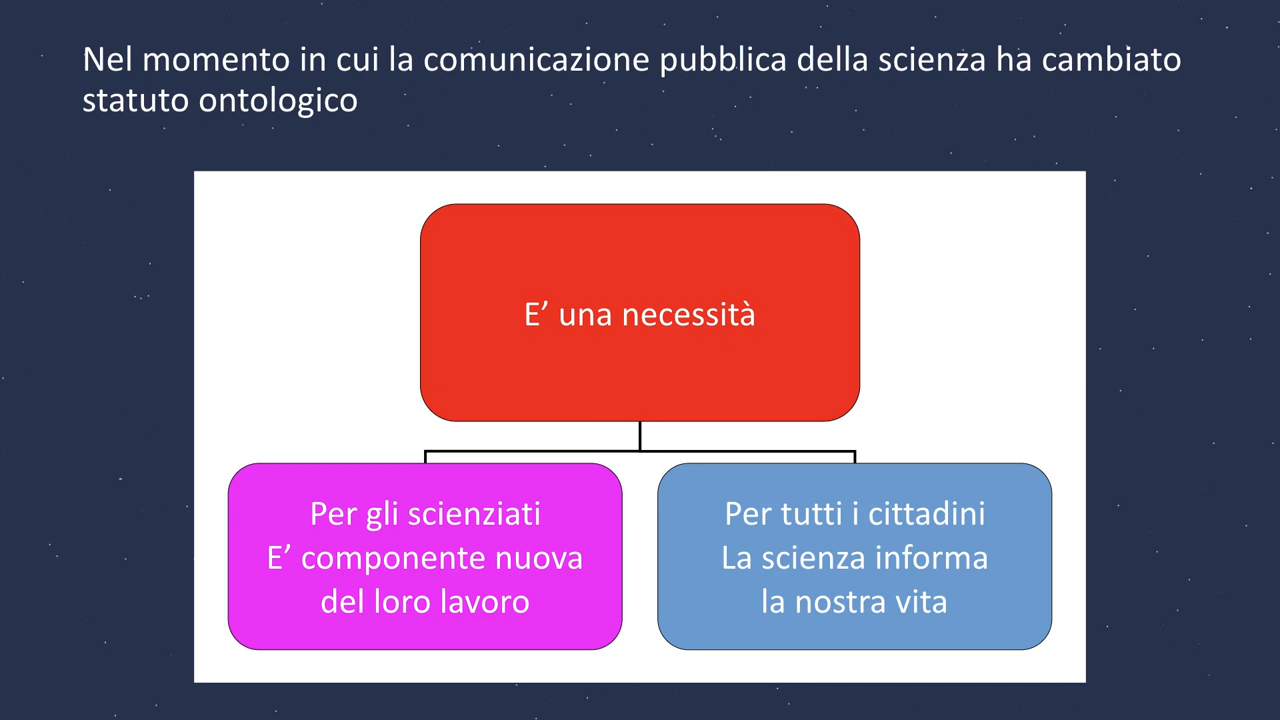 Nel momento in cui la comunicazione pubblica della scienza ha cambiato
statuto ontologico
E’ una necessità
Per gli scienziati
E’ componente nuova
del loro lavoro
Per tutti i cittadini
La scienza informa
la nostra vita